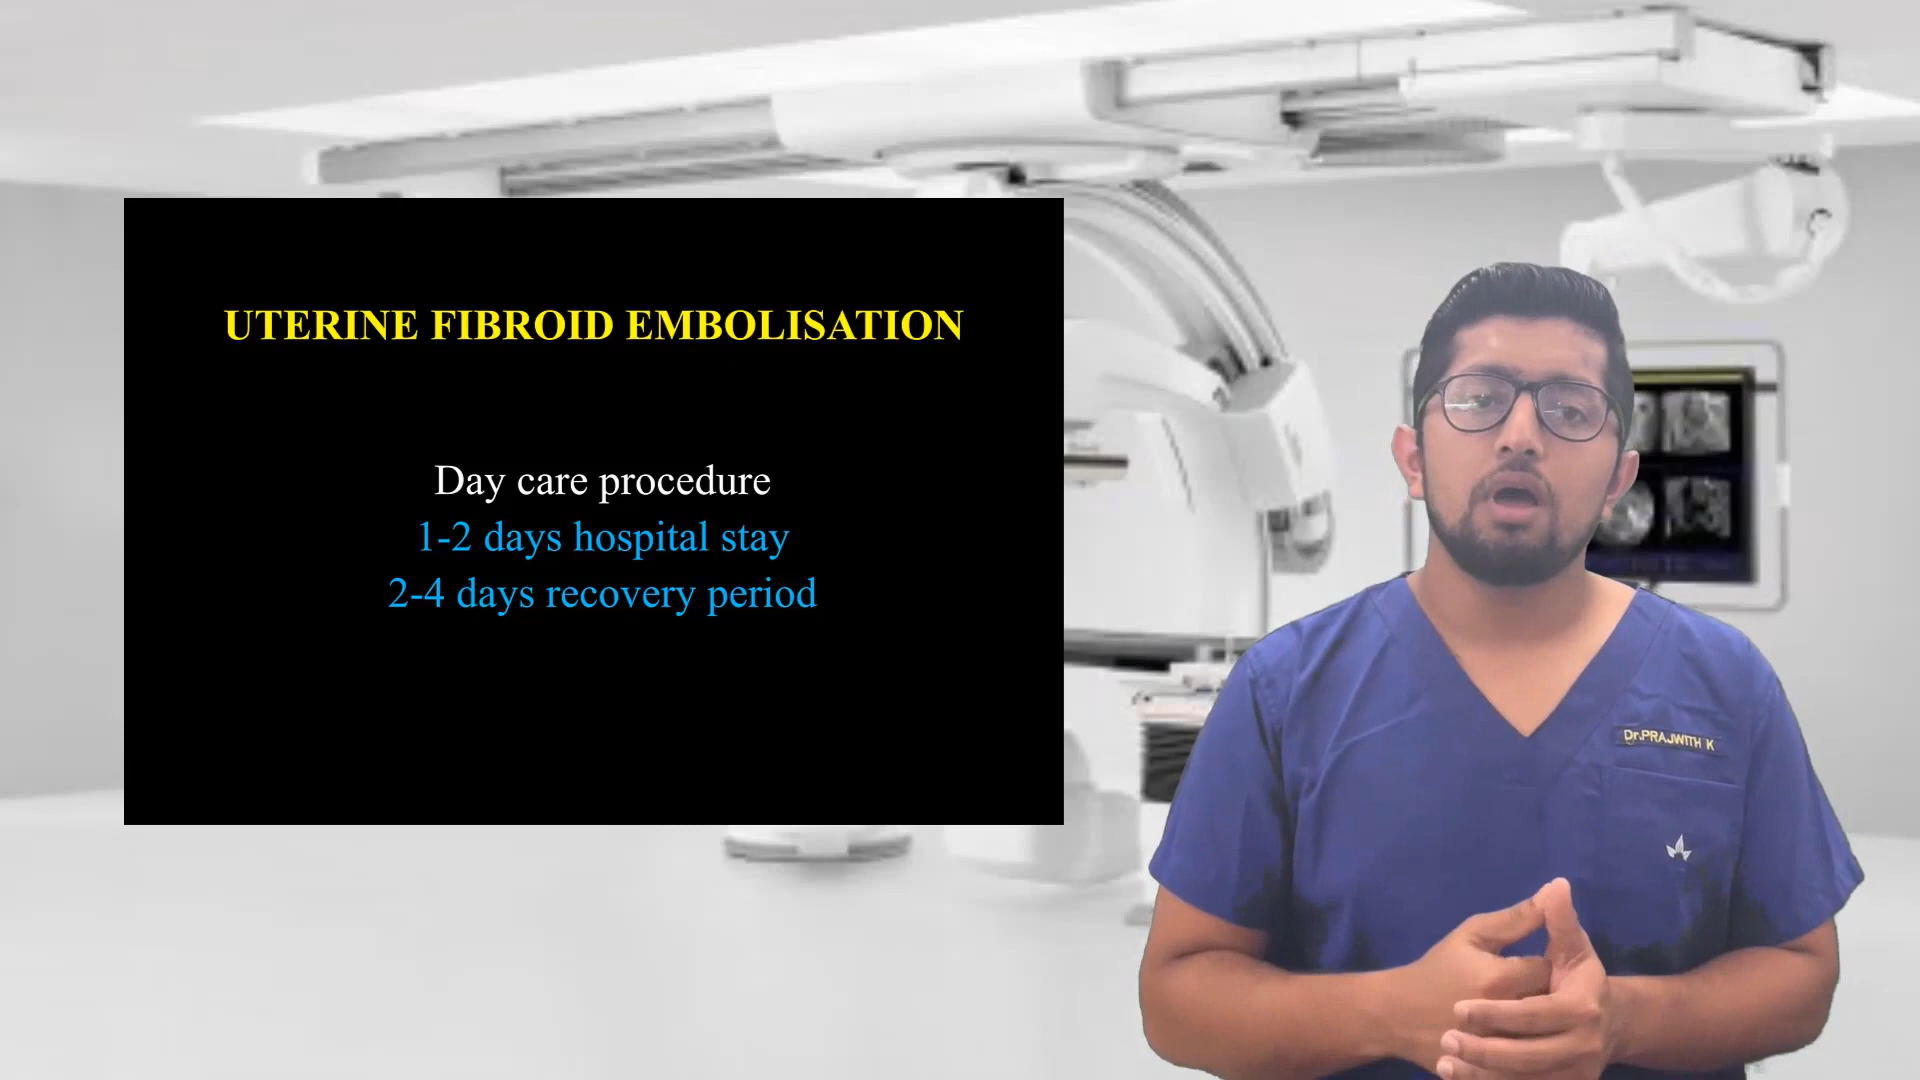 UTERINE FIBROID EMBOLISATION
Day care procedure
1-2 days hospital stay
2-4 days recovery period
Dr.PRAJWITH K